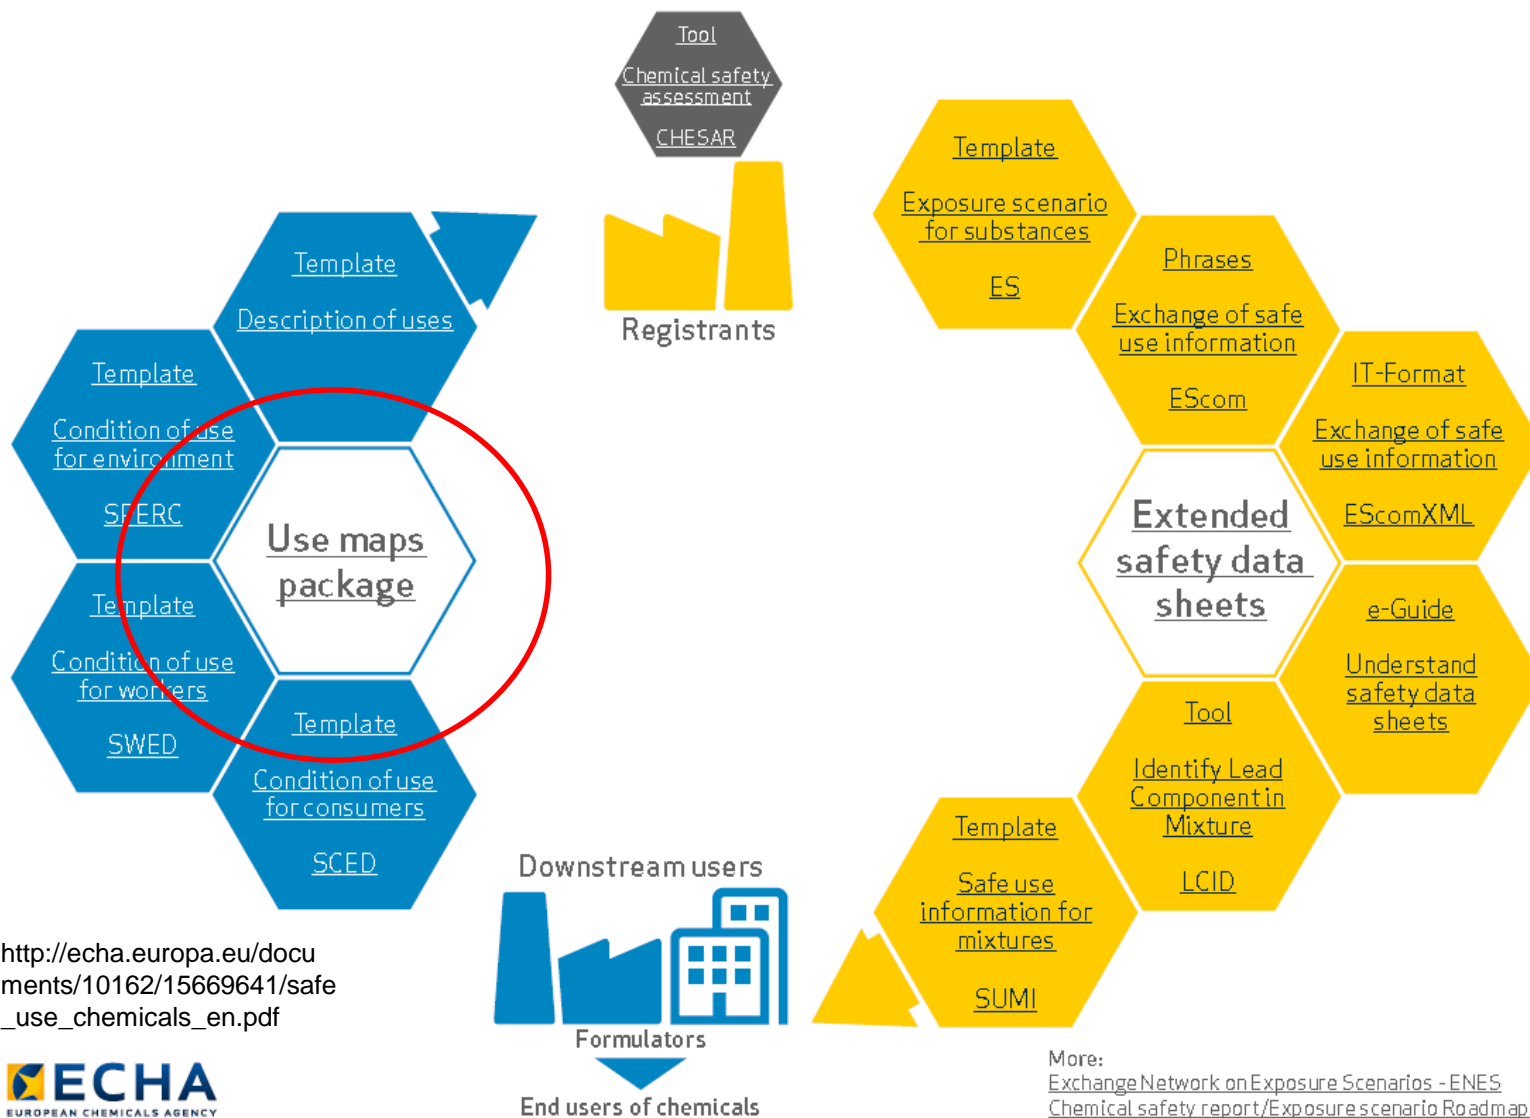 Tool
Chemical safety
assessment
CHESAR
Registrants
Template
Description of uses
Template
Condition of use
for environment
SPERC
Use maps
package
Template
Condition of use
for workers
SWED
Template
Condition of use
for consumers
SCED
Template
Exposure scenario
for substances
ES
Phrases
Exchange of safe
use information
EScom
IT-Format
Exchange of safe
use information
EScomXML
Extended
safety data
sheets
e-Guide
Understand
safety data
sheets
Tool
Identify Lead
Component in
Mixture
LCID
Template
Safe use
information for
mixtures
SUMI
Downstream users
Formulators
End users of chemicals
http://echa.europa.eu/docu
ments/10162/15669641/safe
_use_chemicals_en.pdf
ECHA
EUROPEAN CHEMICALS AGENCY
More:
Exchange Network on Exposure Scenarios - ENES
Chemical safety report/Exposure scenario Roadmap